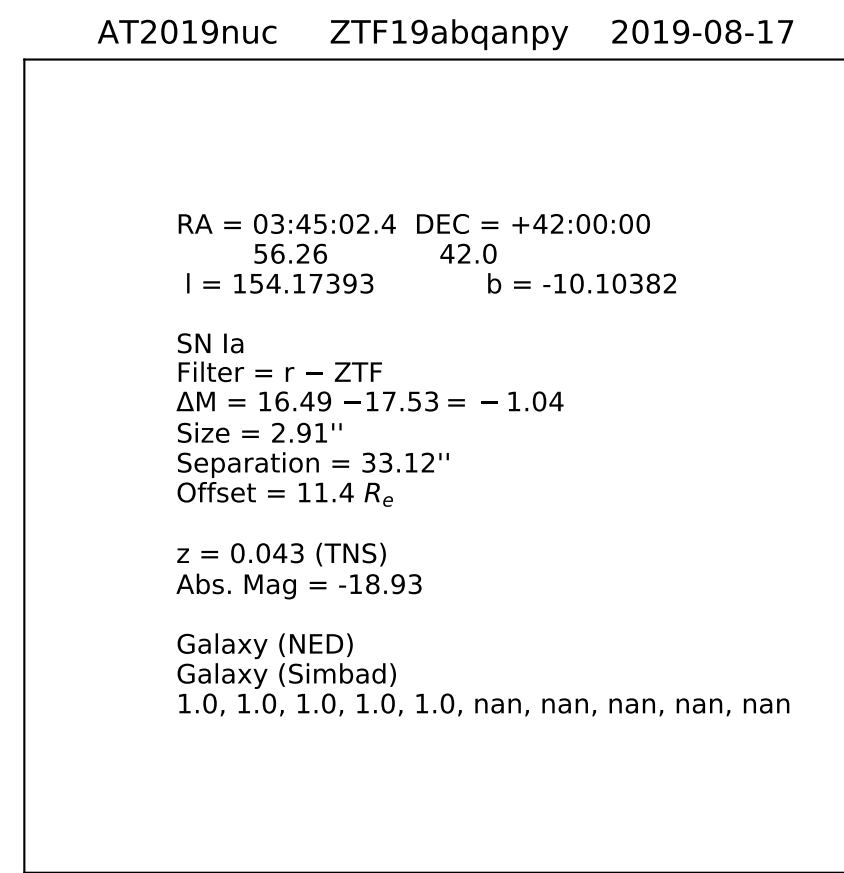 AT2019nuc ZTF19abqanpy 2019-08-17
RA = 03:45:02.4 DEC = +42:00:00
56.26 42.0
l = 154.17393 b = -10.10382
SN Ia
Filter = r − ZTF
ΔM = 16.49 −17.53 = − 1.04
Size = 2.91''
Separation = 33.12''
Offset = 11.4 Rₑ
z = 0.043 (TNS)
Abs. Mag = -18.93
Galaxy (NED)
Galaxy (Simbad)
1.0, 1.0, 1.0, 1.0, 1.0, nan, nan, nan, nan, nan